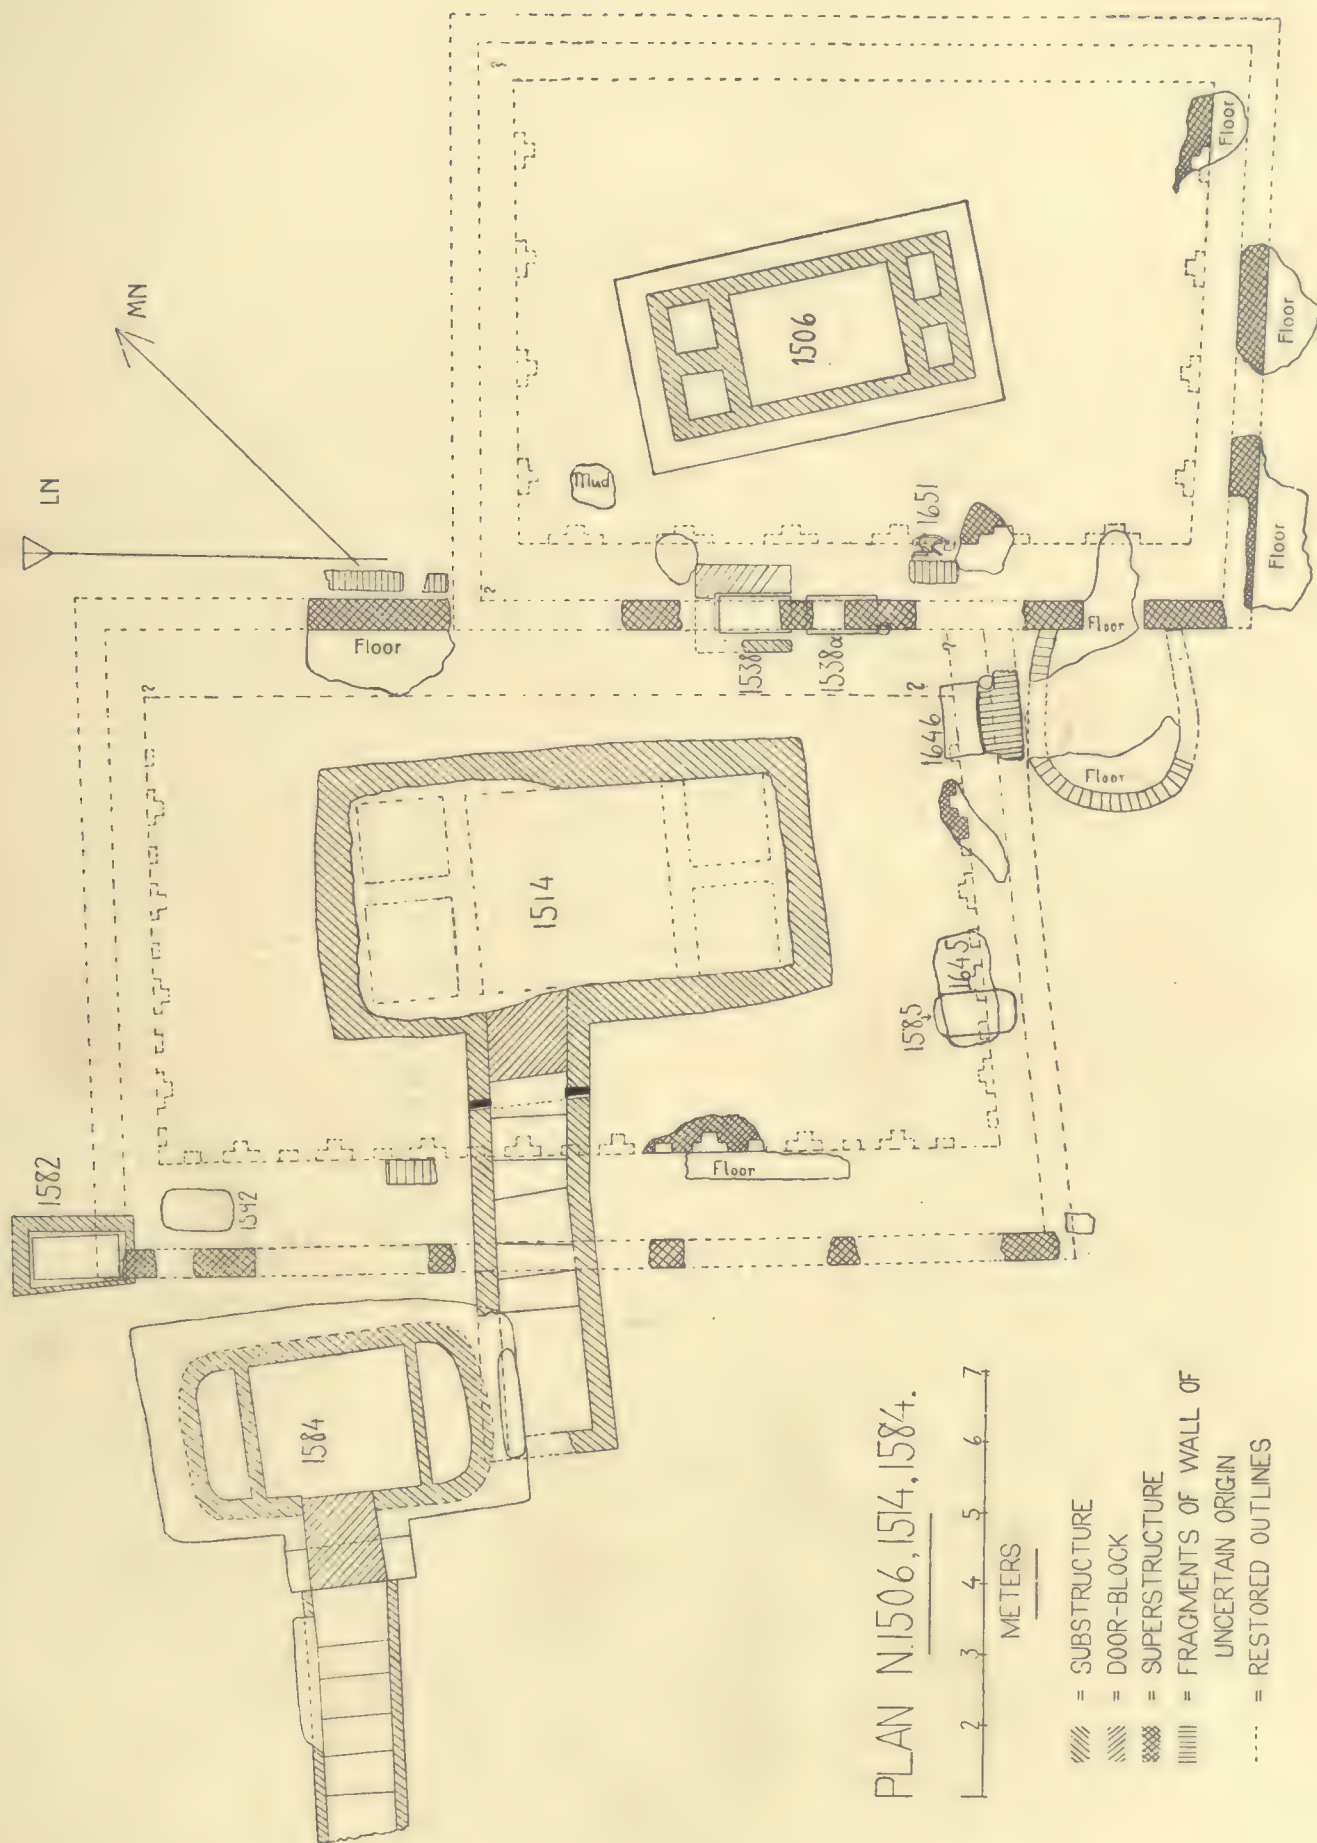 LN
MN
Floor
Mud
1506
1651
Floor
Floor
Floor
1538
1538a
Floor
1646
Floor
1514
1645
1585
Floor
1582
1542
1584
PLAN N.1506,1514,1584.
1 2 3 4 5 6 7
METERS
= SUBSTRUCTURE
= DOOR-BLOCK
= SUPERSTRUCTURE
= FRAGMENTS OF WALL OF
UNCERTAIN ORIGIN
= RESTORED OUTLINES
?
?
?
?
?